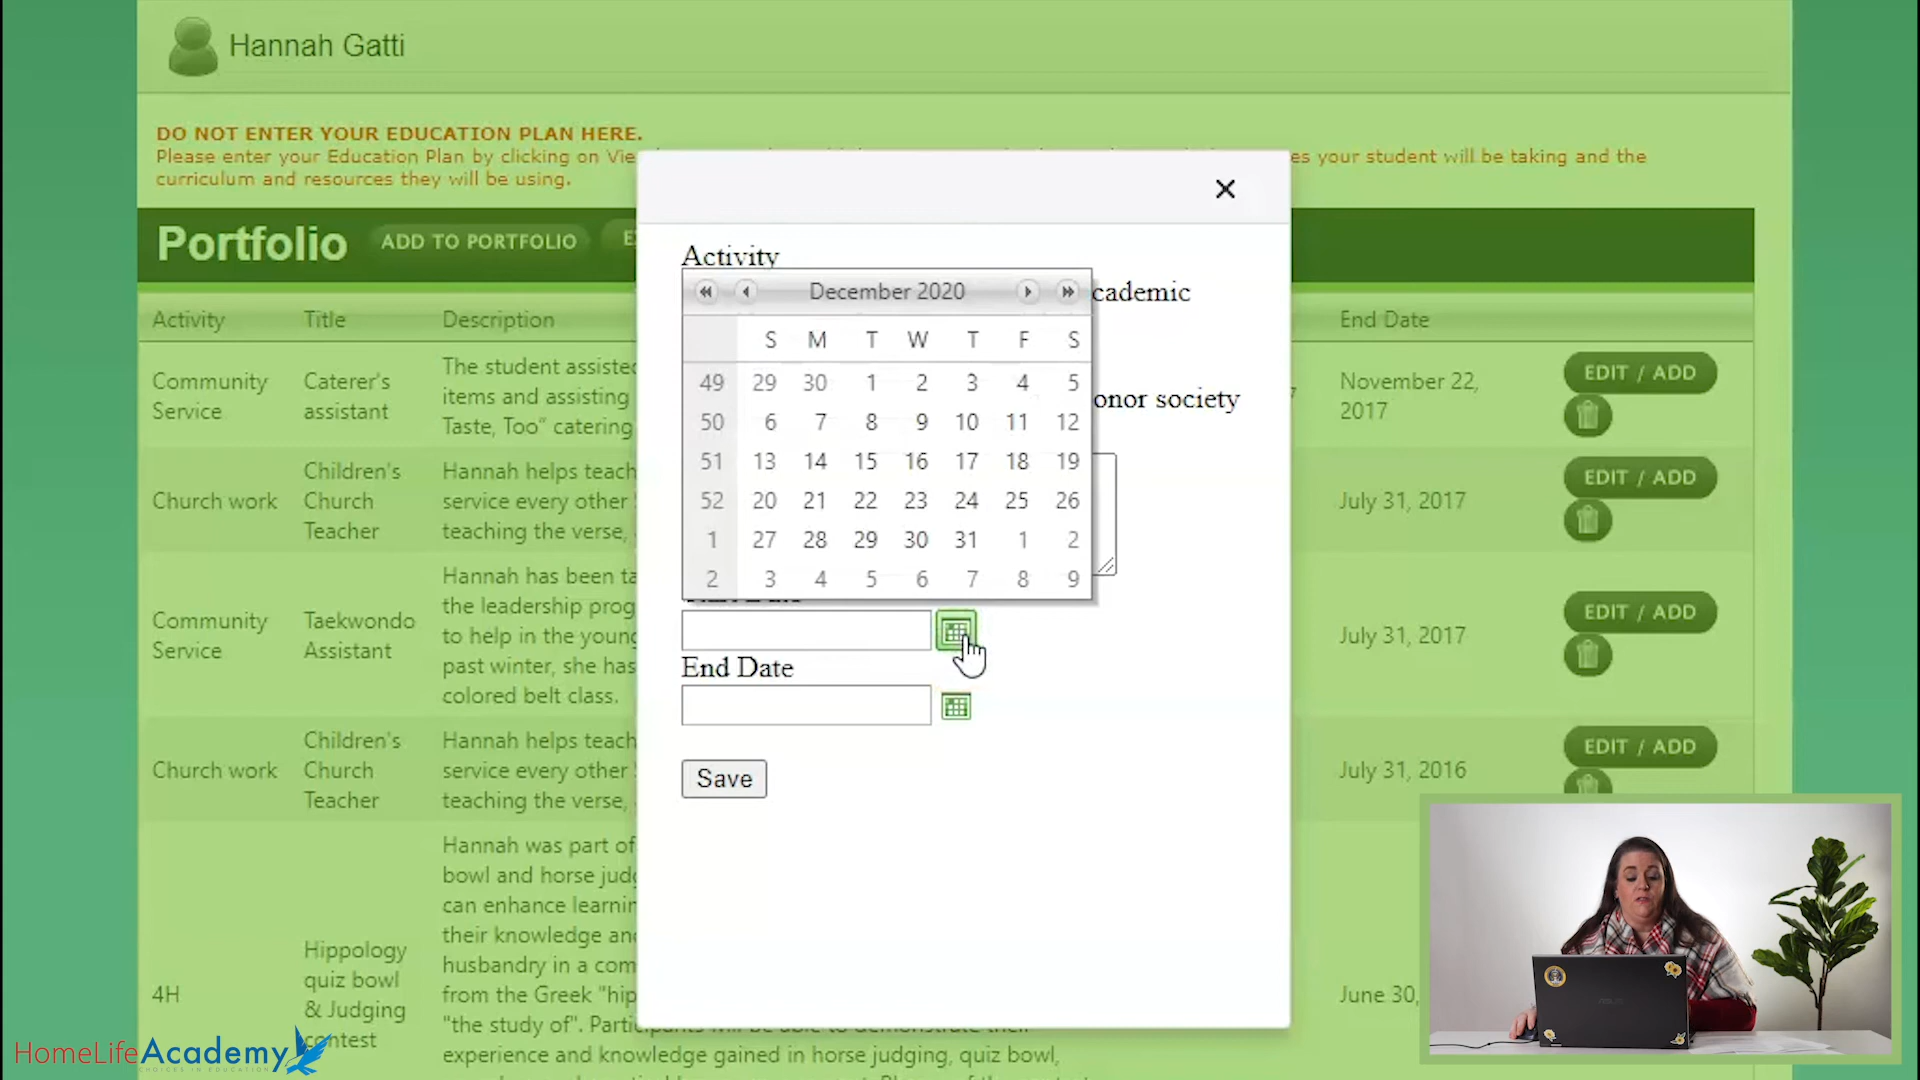 Hannah Gatti
DO NOT ENTER YOUR EDUCATION PLAN HERE.
Please enter your Education Plan by clicking on es your student will be taking and the
curriculum and resources they will be using.
Portfolio ADD TO PORTFOLIO
Activity Title Description End Date
Community Service
Caterer's assistant
The student assisted
items and assisting
Taste, Too" catering
November 22, 2017
EDIT / ADD
Church work
Children's Church Teacher
Hannah helps teach
service every other
teaching the verse,
July 31, 2017
EDIT / ADD
Community Service
Taekwondo Assistant
Hannah has been ta
the leadership prog
to help in the young
past winter, she has
colored belt class.
July 31, 2017
EDIT / ADD
Church work
Children's Church Teacher
Hannah helps teach
service every other
teaching the verse,
July 31, 2016
EDIT / ADD
4H
Hippology
quiz bowl
& Judging
contest
Hannah was part of
bowl and horse judg
can enhance learnin
their knowledge and
husbandry in a com
from the Greek "hip
"the study of".
experience and knowledge gained in horse judging, quiz bowl,
June 30,
×
Activity
cademic
onor society
December 2020
S M T W T F S
49 29 30 1 2 3 4 5
50 6 7 8 9 10 11 12
51 13 14 15 16 17 18 19
52 20 21 22 23 24 25 26
1 27 28 29 30 31 1 2
2 3 4 5 6 7 8 9
End Date
Save
HomeLifeAcademy
CHOICES IN EDUCATION